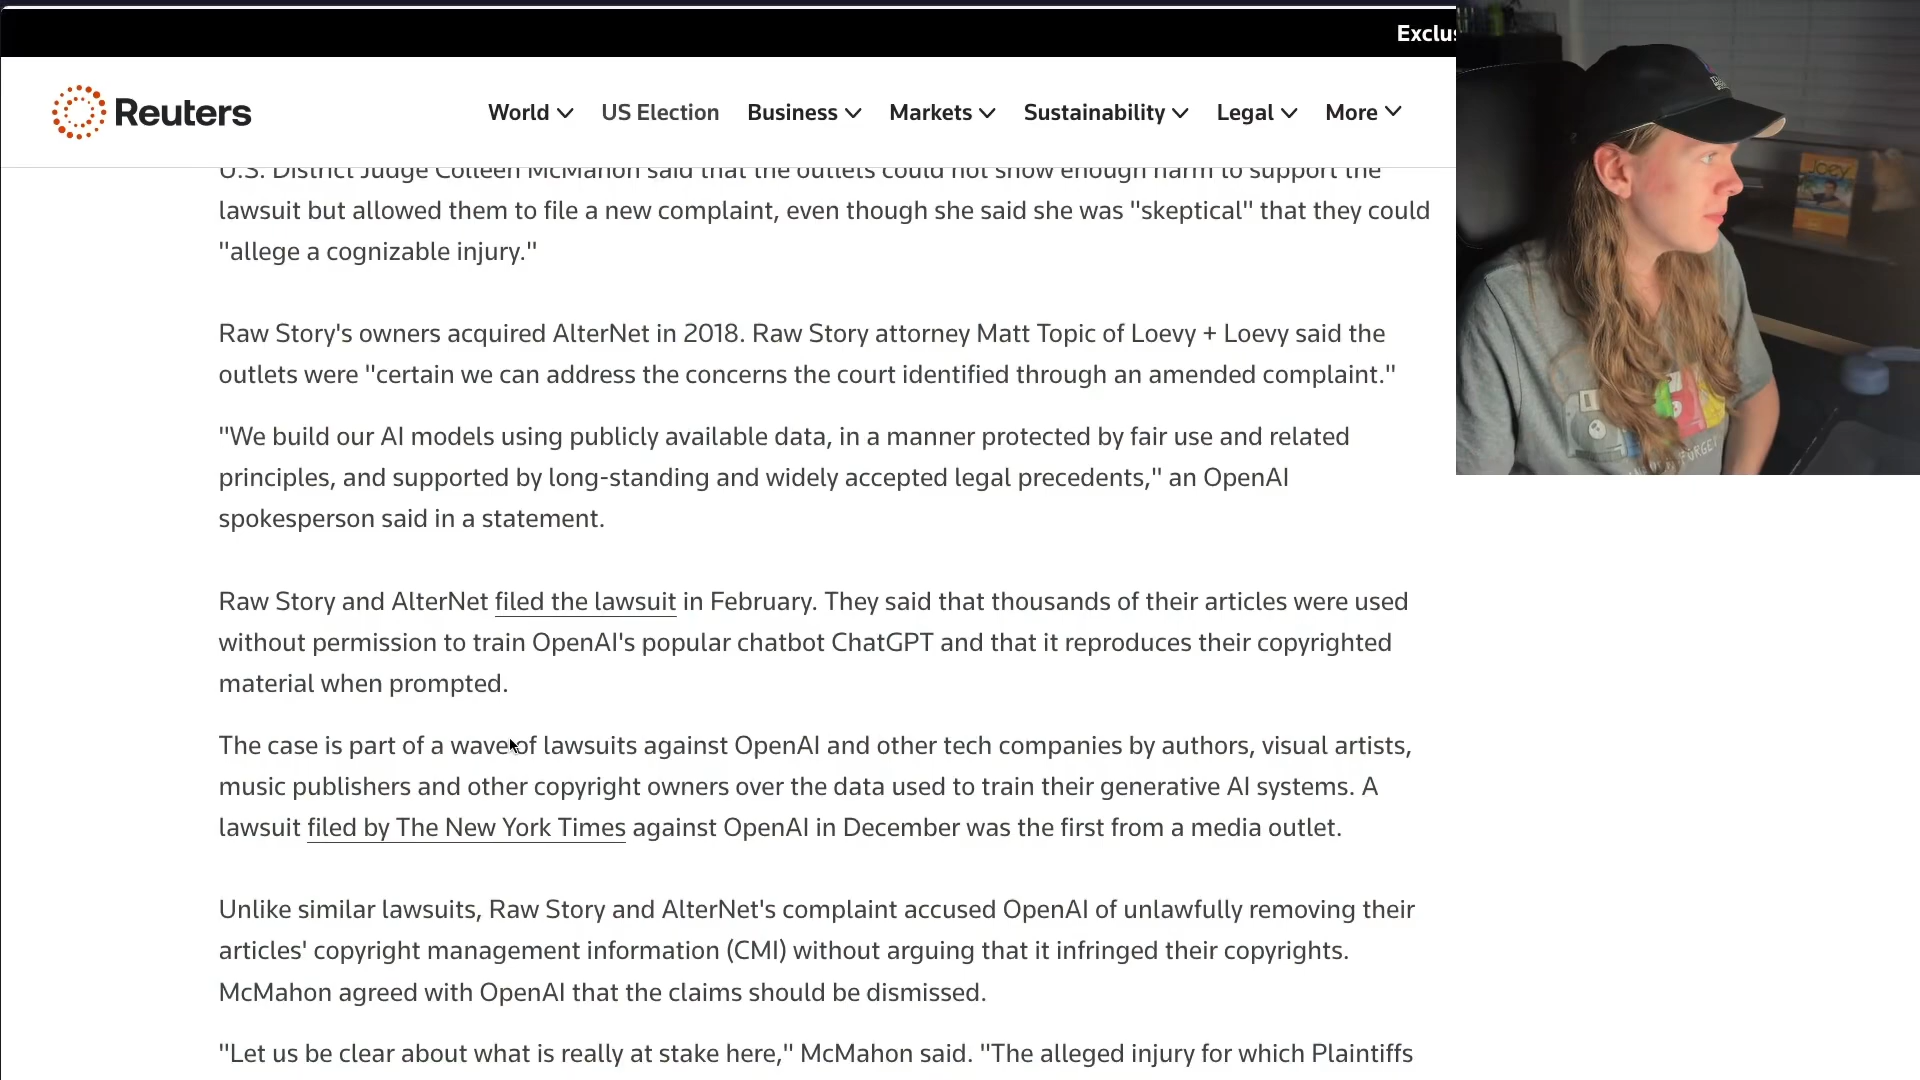 Exclus
Reuters
World
US Election
Business
Markets
Sustainability
Legal
More
U.S. District Judge Colleen McMahon said that the outlets could not show enough harm to support the
lawsuit but allowed them to file a new complaint, even though she said she was "skeptical" that they could
"allege a cognizable injury."
Raw Story's owners acquired AlterNet in 2018. Raw Story attorney Matt Topic of Loevy + Loevy said the
outlets were "certain we can address the concerns the court identified through an amended complaint."
"We build our AI models using publicly available data, in a manner protected by fair use and related
principles, and supported by long-standing and widely accepted legal precedents," an OpenAI
spokesperson said in a statement.
Raw Story and AlterNet filed the lawsuit in February. They said that thousands of their articles were used
without permission to train OpenAI's popular chatbot ChatGPT and that it reproduces their copyrighted
material when prompted.
The case is part of a wave of lawsuits against OpenAI and other tech companies by authors, visual artists,
music publishers and other copyright owners over the data used to train their generative AI systems. A
lawsuit filed by The New York Times against OpenAI in December was the first from a media outlet.
Unlike similar lawsuits, Raw Story and AlterNet's complaint accused OpenAI of unlawfully removing their
articles' copyright management information (CMI) without arguing that it infringed their copyrights.
McMahon agreed with OpenAI that the claims should be dismissed.
"Let us be clear about what is really at stake here," McMahon said. "The alleged injury for which Plaintiffs
Joey